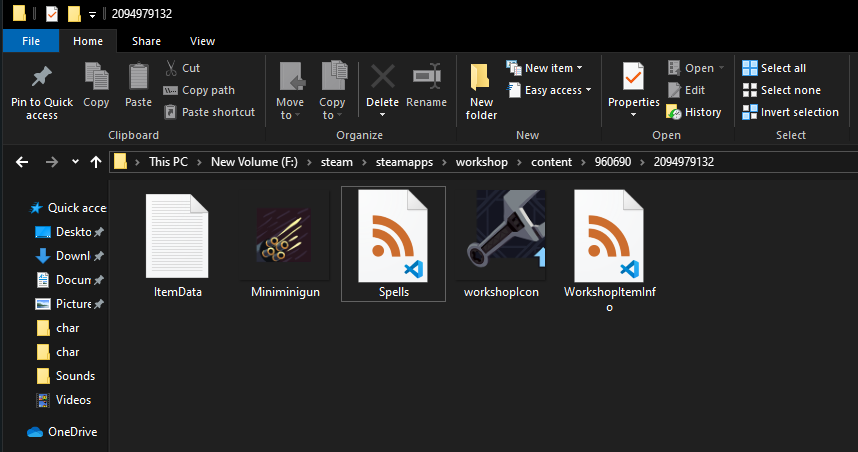 2094979132
File Home Share View
Pin to Quick access
Copy
Paste
Cut
Copy path
Paste shortcut
Clipboard
Move to
Copy to
Delete
Rename
Organize
New folder
New item
Easy access
New
Properties
Open
Edit
History
Open
Select all
Select none
Invert selection
Select
This PC > New Volume (F:) > steam > steamapps > workshop > content > 960690 > 2094979132
Quick acce
Deskto
Downl
Docum
Picture
char
char
Sounds
Videos
OneDrive
ItemData
Miniminigun
Spells
workshopIcon
WorkshopItemInf
o